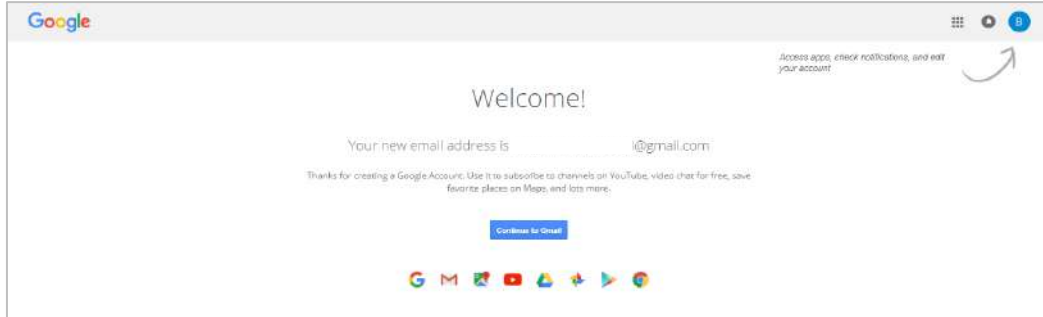 Google
B
Access apps, check notifications, and edit
your account
Welcome!
Your new email address is i@gmail.com
Thanks for creating a Google Account. Use it to subscribe to channels on YouTube, video chat for free, save
favorite places on Maps, and lots more.
Continue to Gmail